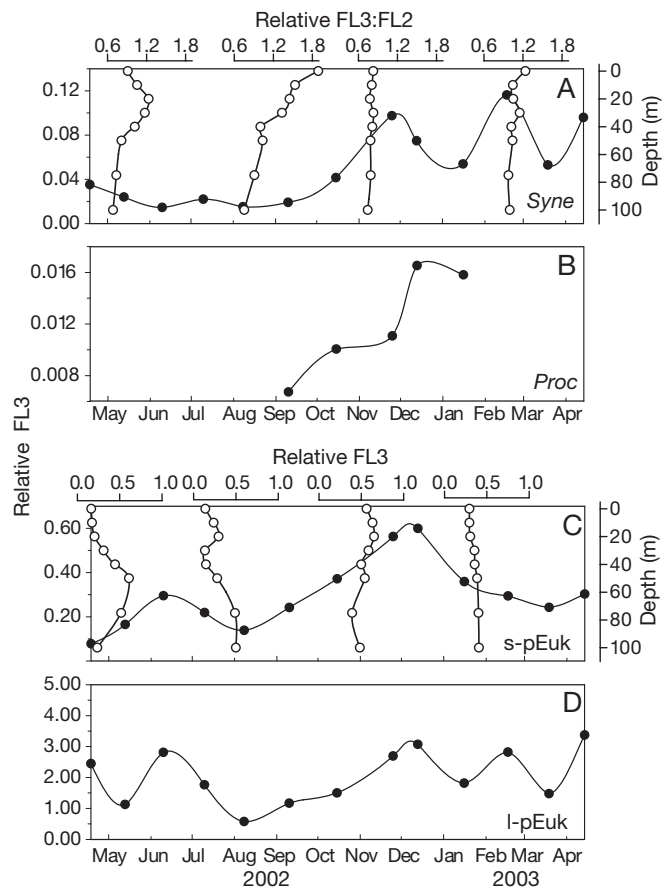 Relative FL3:FL2
0.6 1.2 1.8 0.6 1.2 1.8 0.6 1.2 1.8 0.6 1.2 1.8
A
0.12
0.08
0.04
0.00
0
20
40
60
80
100
Depth (m)
Syne
B
0.016
0.012
0.008
Proc
May Jun Jul Aug Sep Oct Nov Dec Jan Feb Mar Apr
Relative FL3
Relative FL3
0.0 0.5 1.0 0.0 0.5 1.0 0.0 0.5 1.0 0.0 0.5 1.0
C
0.60
0.40
0.20
0
20
40
60
80
100
Depth (m)
s-pEuk
D
5.00
4.00
3.00
2.00
1.00
0.00
l-pEuk
May Jun Jul Aug Sep Oct Nov Dec Jan Feb Mar Apr
2002 2003